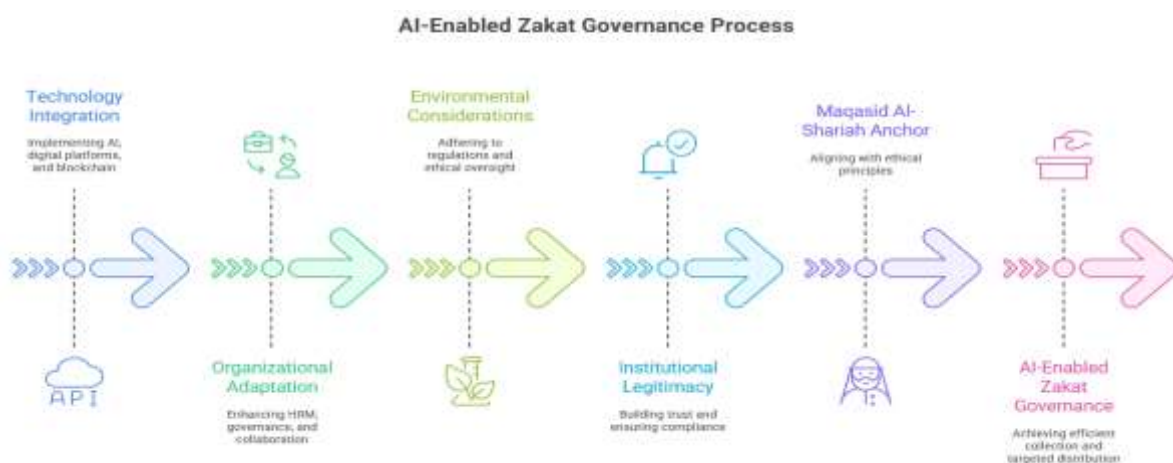 AI-Enabled Zakat Governance Process
Technology
Integration
Implementing AI,
digital platforms,
and blockchain
API
Organizational
Adaptation
Enhancing HRM,
governance, and
collaboration
Environmental
Considerations
Adhering to
regulations and
ethical oversight
Institutional
Legitimacy
Building trust and
ensuring compliance
Maqasid Al-
Shariah Anchor
Aligning with ethical
principles
AI-Enabled
Zakat
Governance
Achieving efficient
collection and
targeted distribution